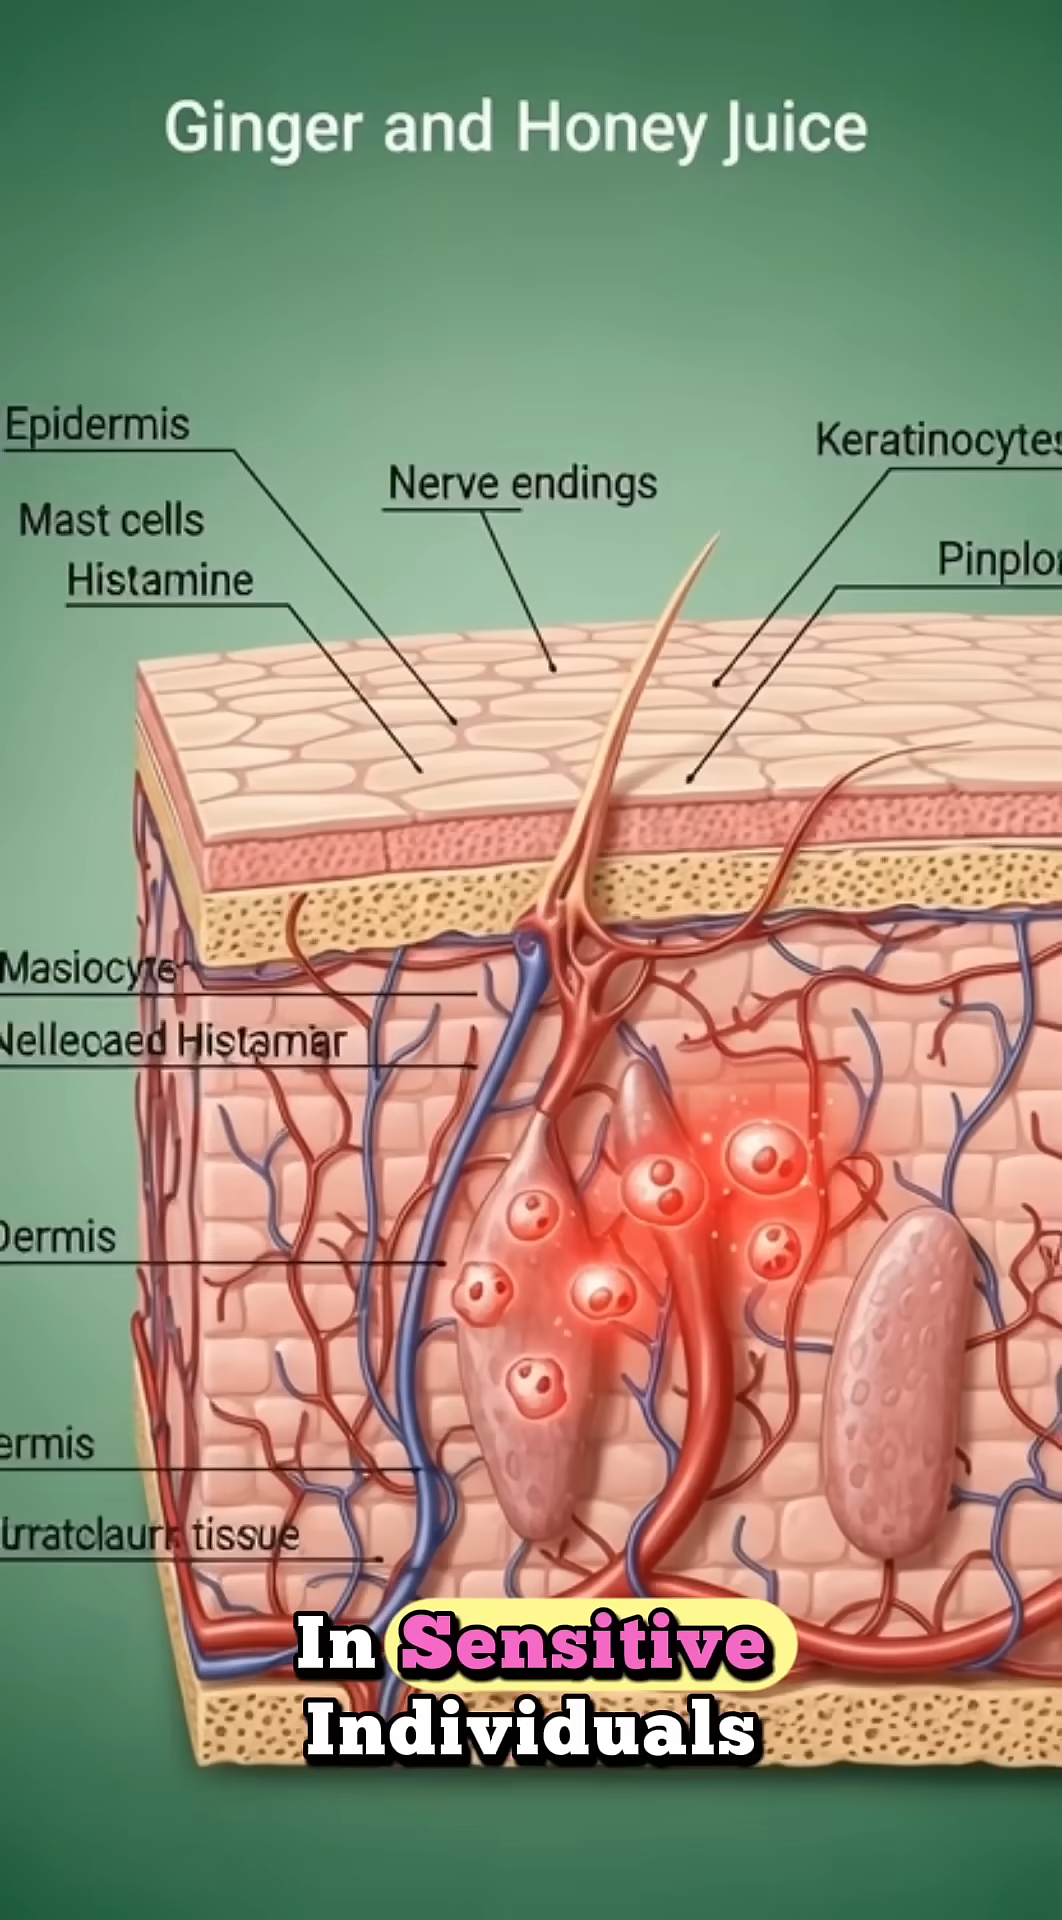 Ginger and Honey Juice
Epidermis
Keratinocytes
Nerve endings
Mast cells
Pinplo
Histamine
Masiocyte
Nellecaed Histamar
Dermis
ermis
urratclaurr tissue
In Sensitive
Individuals